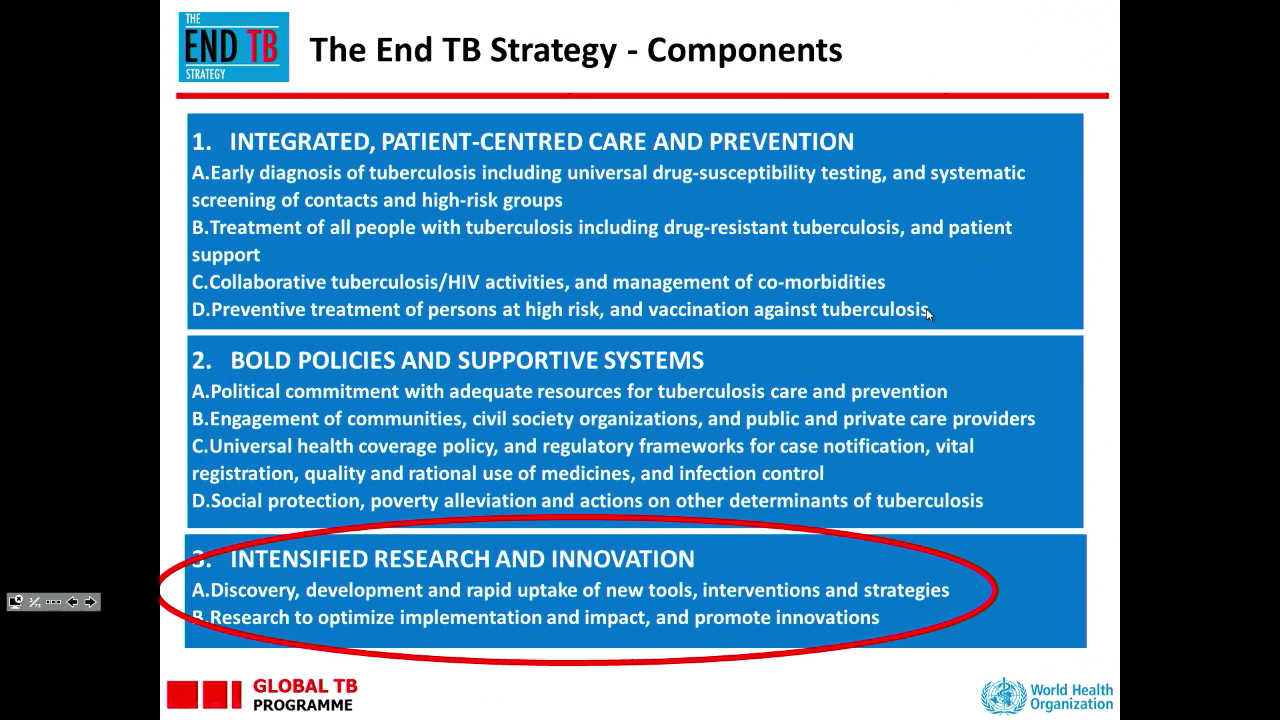 THE
END TB
STRATEGY
The End TB Strategy - Components
1. INTEGRATED, PATIENT-CENTRED CARE AND PREVENTION
A.Early diagnosis of tuberculosis including universal drug-susceptibility testing, and systematic
screening of contacts and high-risk groups
B.Treatment of all people with tuberculosis including drug-resistant tuberculosis, and patient
support
C.Collaborative tuberculosis/HIV activities, and management of co-morbidities
D.Preventive treatment of persons at high risk, and vaccination against tuberculosis
2. BOLD POLICIES AND SUPPORTIVE SYSTEMS
A.Political commitment with adequate resources for tuberculosis care and prevention
B.Engagement of communities, civil society organizations, and public and private care providers
C.Universal health coverage policy, and regulatory frameworks for case notification, vital
registration, quality and rational use of medicines, and infection control
D.Social protection, poverty alleviation and actions on other determinants of tuberculosis
3. INTENSIFIED RESEARCH AND INNOVATION
A.Discovery, development and rapid uptake of new tools, interventions and strategies
B.Research to optimize implementation and impact, and promote innovations
GLOBAL TB
PROGRAMME
World Health
Organization